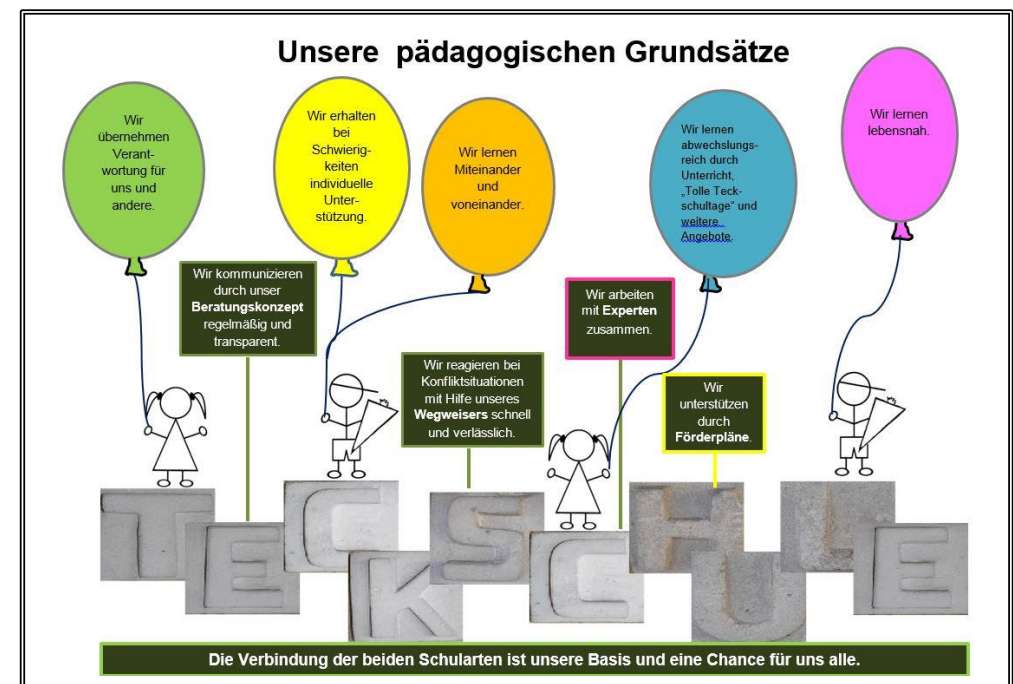 Unsere pädagogischen Grundsätze
Wir
übernehmen
Verant-
wortung für
uns und
andere.
Wir erhalten
bei
Schwierig-
keiten
individuelle
Unter-
stützung.
Wir lernen
Miteinander
und
voneinander.
Wir lernen
abwechslungs-
reich durch
Unterricht,
„Tolle Teck-
schultage“ und
weitere
Angebote
Wir lernen
lebensnah.
Wir kommunizieren
durch unser
Beratungskonzept
regelmäßig und
transparent.
Wir reagieren bei
Konfliktsituationen
mit Hilfe unseres
Wegweisers schnell
und verlässlich.
Wir arbeiten
mit Experten
zusammen.
Wir
unterstützen
durch
Förderpläne.
TECKSCHULE
Die Verbindung der beiden Schularten ist unsere Basis und eine Chance für uns alle.